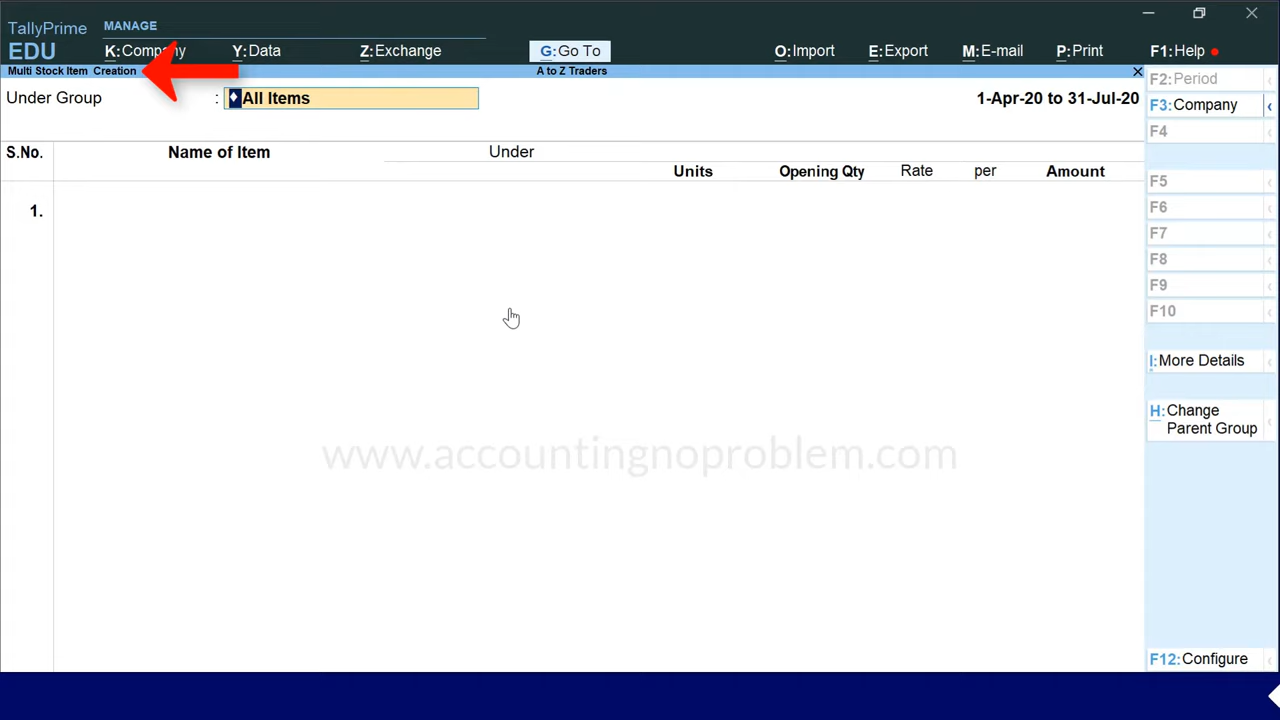 TallyPrime
MANAGE
EDU
K:Company Y:Data Z:Exchange G:Go To O:Import E:Export M:E-mail P:Print F1:Help
Multi Stock Item Creation A to Z Traders
Under Group : ♦All Items 1-Apr-20 to 31-Jul-20
S.No. Name of Item Under
Units Opening Qty Rate per Amount
1.
F2:Period
F3:Company
F4
F5
F6
F7
F8
F9
F10
I:More Details
H:Change
Parent Group
F12:Configure
www.accountingnoproblem.com